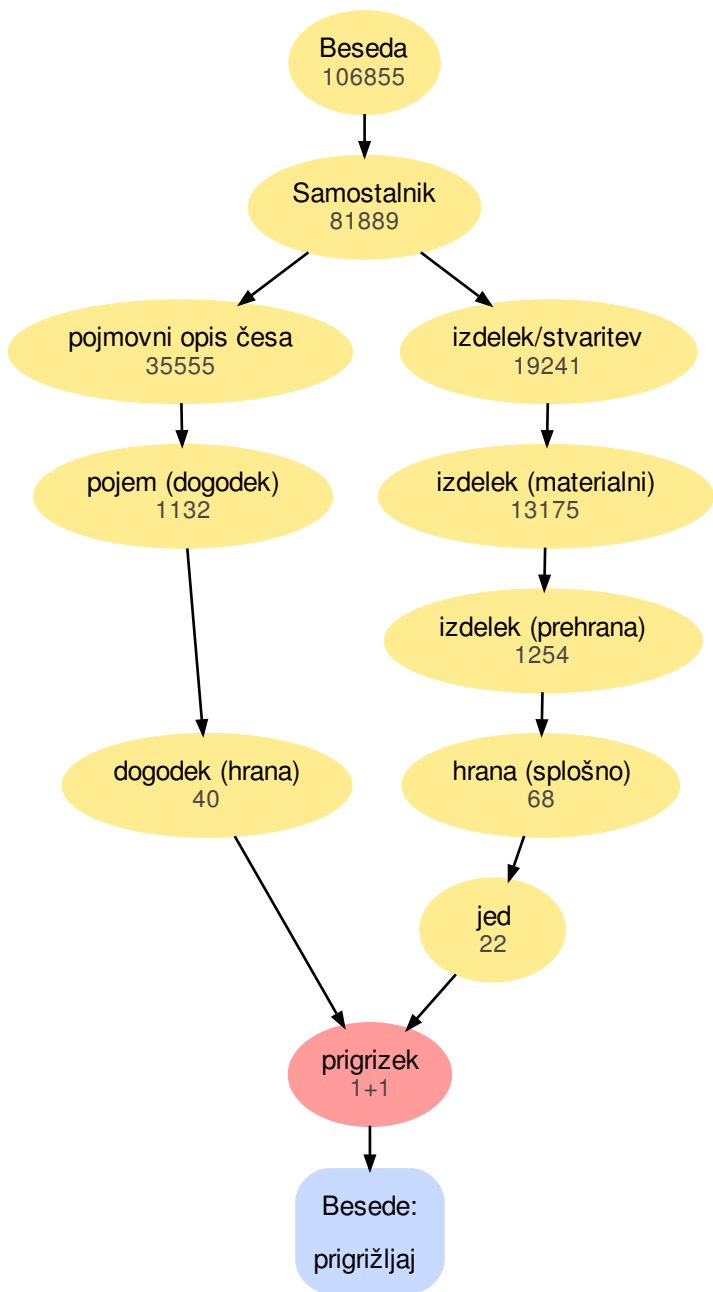 Beseda
106855
Samostalnik
81889
pojmovni opis česa
35555
izdelek/stvaritev
19241
pojem (dogodek)
1132
izdelek (materialni)
13175
izdelek (prehrana)
1254
dogodek (hrana)
40
hrana (splošno)
68
jed
22
prigrizek
1+1
Besede:
prigrižljaj